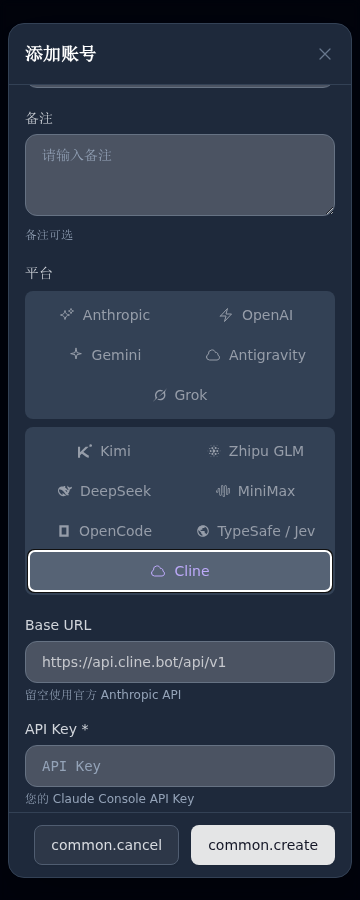 添加账号
备注
请输入备注
备注可选
平台
Anthropic
OpenAI
Gemini
Antigravity
Grok
Kimi
Zhipu GLM
DeepSeek
MiniMax
OpenCode
TypeSafe / Jev
Cline
Base URL
https://api.cline.bot/api/v1
留空使用官方 Anthropic API
API Key *
API Key
您的 Claude Console API Key
common.cancel
common.create